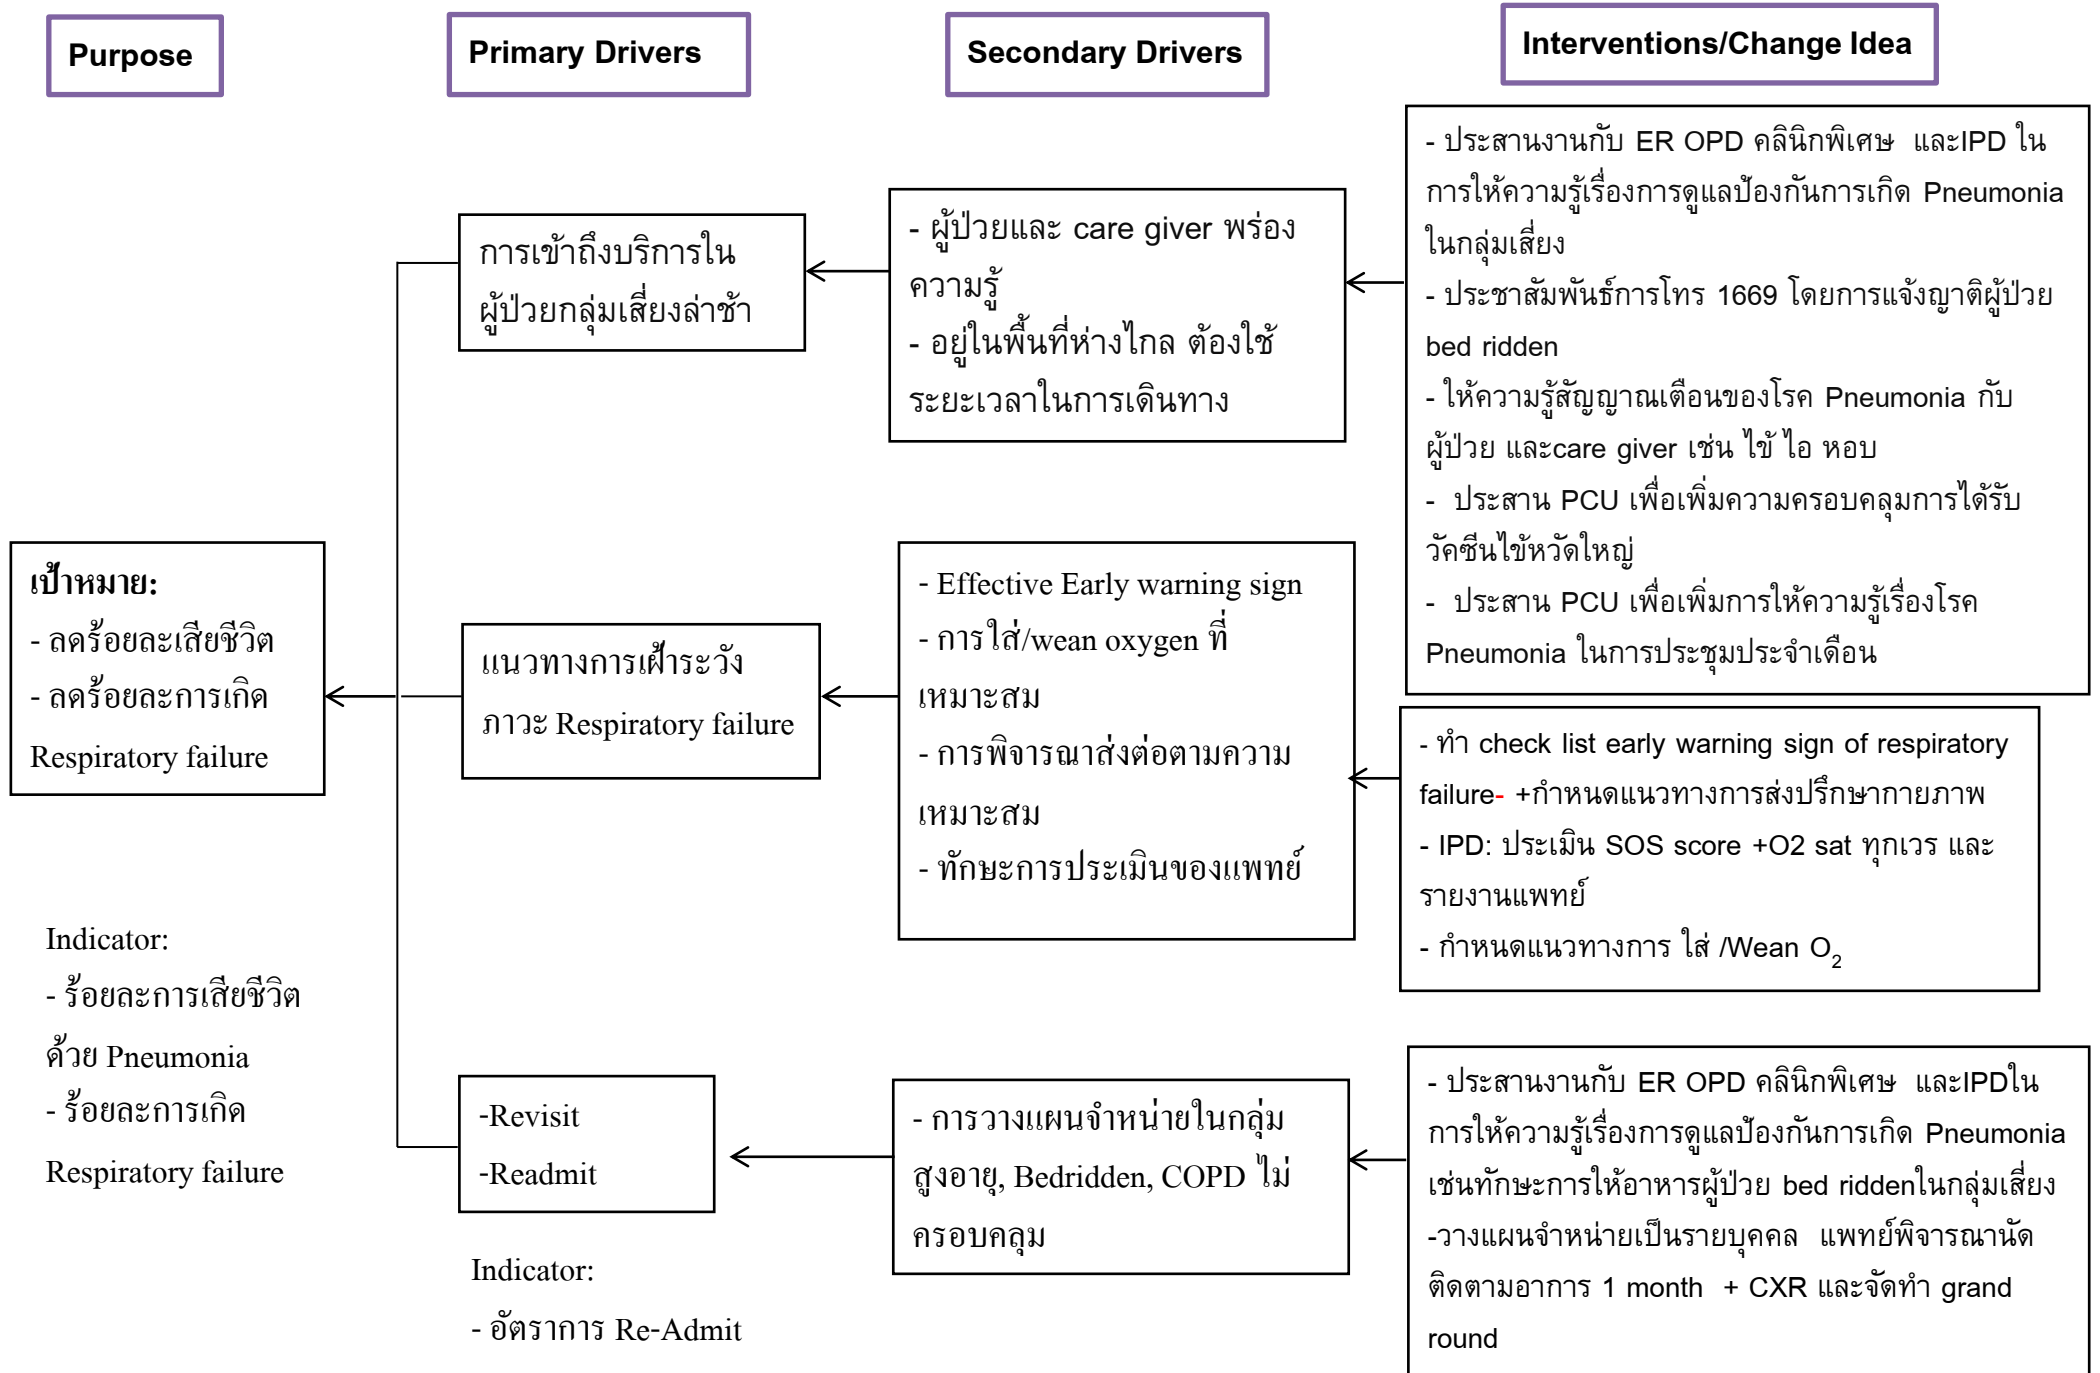 Purpose
Primary Drivers
Secondary Drivers
Interventions/Change Idea
เป้าหมาย:
- ลดร้อยละเสียชีวิต
- ลดร้อยละการเกิด
Respiratory failure
Indicator:
- ร้อยละการเสียชีวิต
ด้วย Pneumonia
- ร้อยละการเกิด
Respiratory failure
การเข้าถึงบริการใน
ผู้ป่วยกลุ่มเสี่ยงล่าช้า
- ผู้ป่วยและ care giver พร่อง
ความรู้
- อยู่ในพื้นที่ห่างไกล ต้องใช้
ระยะเวลาในการเดินทาง
- ประสานงานกับ ER OPD คลินิกพิเศษ และIPD ใน
การให้ความรู้เรื่องการดูแลป้องกันการเกิด Pneumonia
ในกลุ่มเสี่ยง
- ประชาสัมพันธ์การโทร 1669 โดยการแจ้งญาติผู้ป่วย
bed ridden
- ให้ความรู้สัญญาณเตือนของโรค Pneumonia กับ
ผู้ป่วย และcare giver เช่น ไข้ ไอ หอบ
- ประสาน PCU เพื่อเพิ่มความครอบคลุมการได้รับ
วัคซีนไข้หวัดใหญ่
- ประสาน PCU เพื่อเพิ่มการให้ความรู้เรื่องโรค
Pneumonia ในการประชุมประจำเดือน
แนวทางการเฝ้าระวัง
ภาวะ Respiratory failure
- Effective Early warning sign
- การใส่/wean oxygen ที่
เหมาะสม
- การพิจารณาส่งต่อตามความ
เหมาะสม
- ทักษะการประเมินของแพทย์
- ทำ check list early warning sign of respiratory
failure- +กำหนดแนวทางการส่งปรึกษากายภาพ
- IPD: ประเมิน SOS score +O2 sat ทุกเวร และ
รายงานแพทย์
- กำหนดแนวทางการ ใส่ /Wean O₂
-Revisit
-Readmit
Indicator:
- อัตราการ Re-Admit
- การวางแผนจำหน่ายในกลุ่ม
สูงอายุ, Bedridden, COPD ไม่
ครอบคลุม
- ประสานงานกับ ER OPD คลินิกพิเศษ และIPDใน
การให้ความรู้เรื่องการดูแลป้องกันการเกิด Pneumonia
เช่นทักษะการให้อาหารผู้ป่วย bed riddenในกลุ่มเสี่ยง
-วางแผนจำหน่ายเป็นรายบุคคล แพทย์พิจารณานัด
ติดตามอาการ 1 month + CXR และจัดทำ grand
round